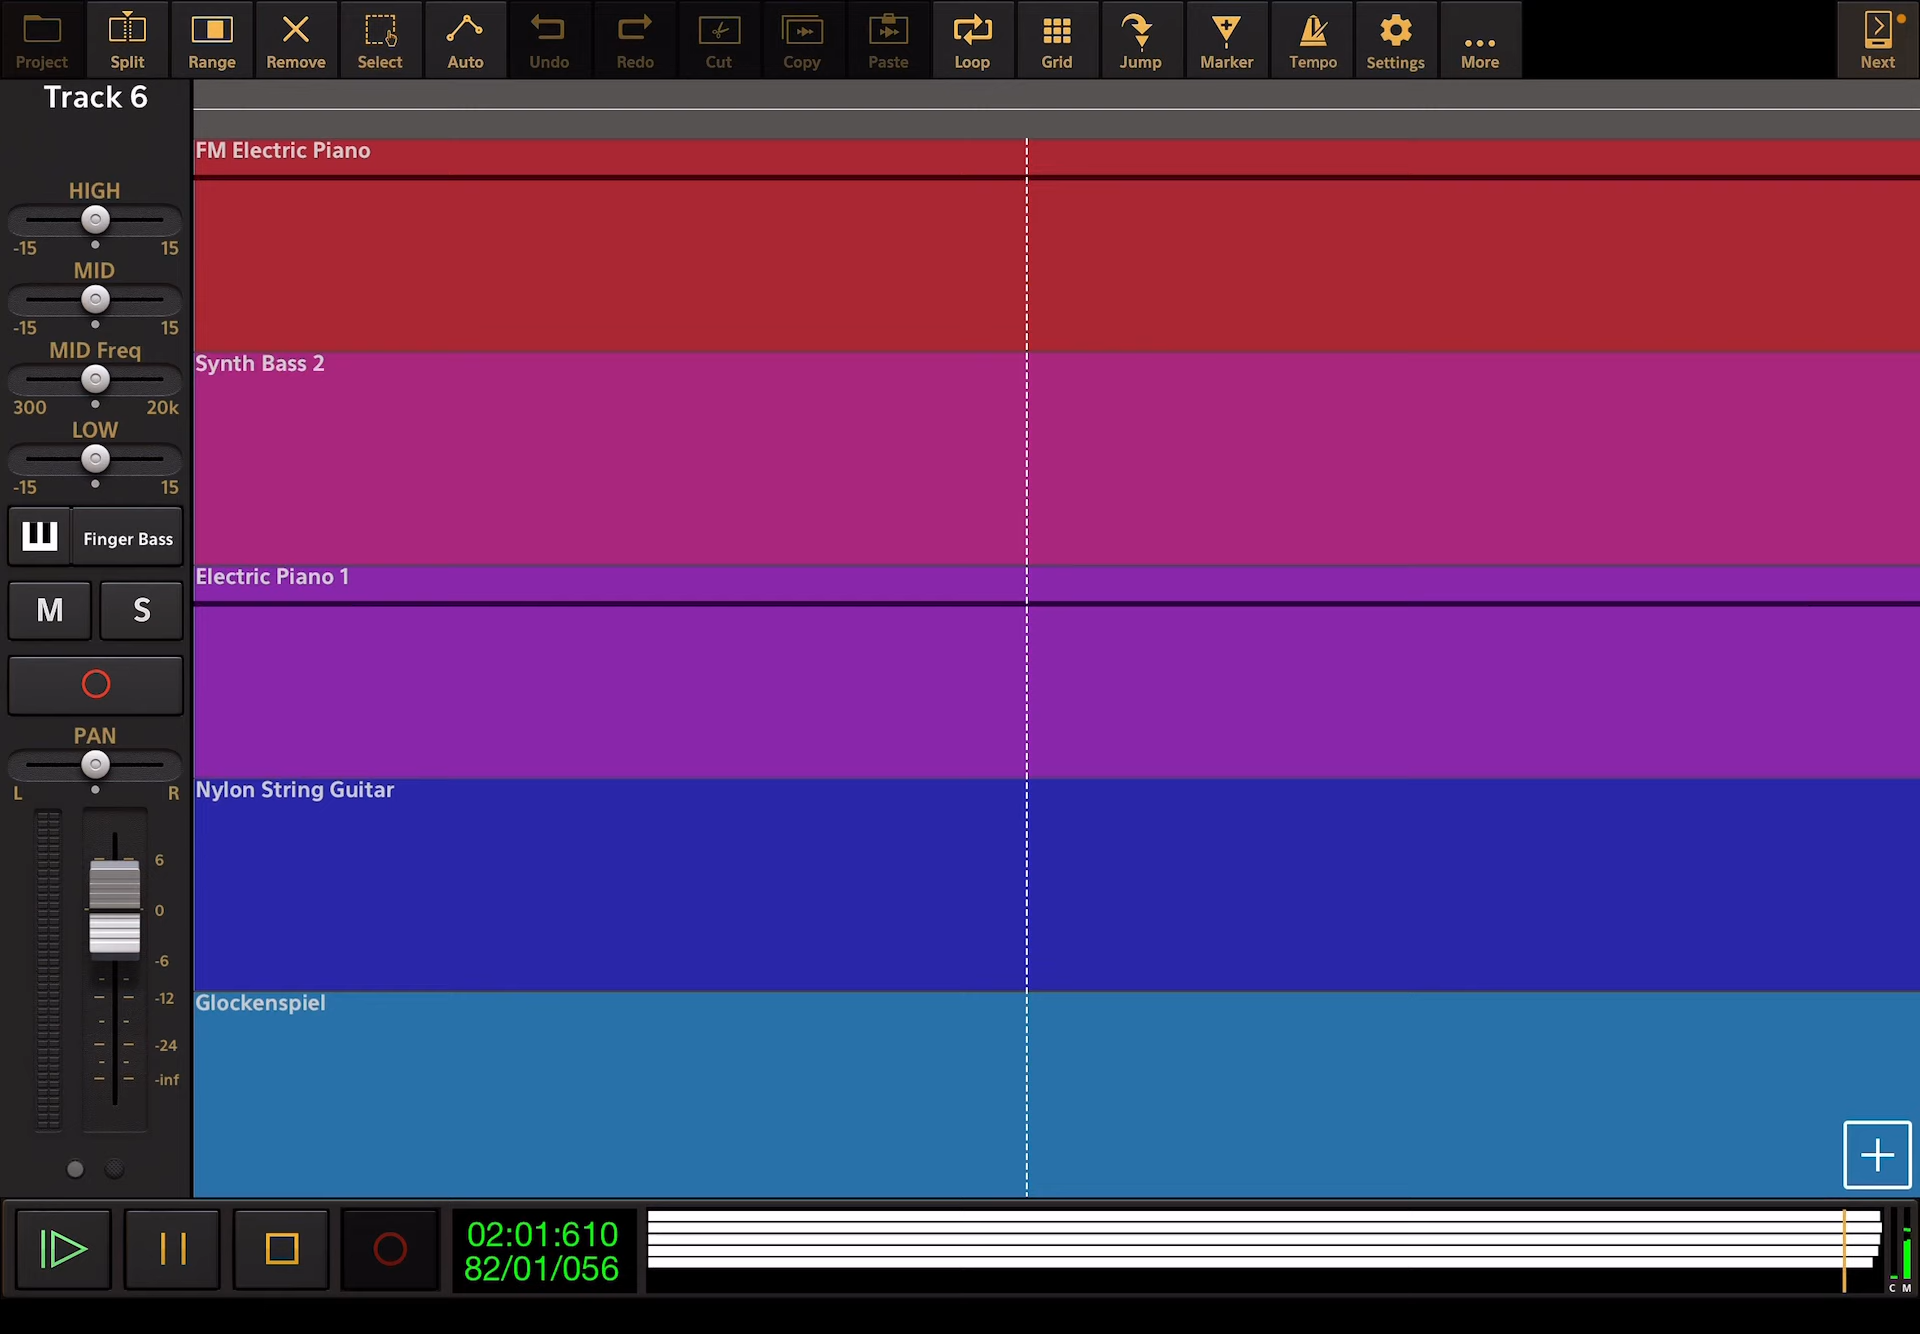 Project Split Range Remove Select Auto Undo Redo Cut Copy Paste Loop Grid Jump Marker Tempo Settings More Next
Track 6
HIGH
-15 15
MID
-15 15
MID Freq
300 20k
LOW
-15 15
Finger Bass
M S
PAN
L R
6
0
-6
-12
-24
-inf
FM Electric Piano
Synth Bass 2
Electric Piano 1
Nylon String Guitar
Glockenspiel
02:01:610
82/01/056
C M